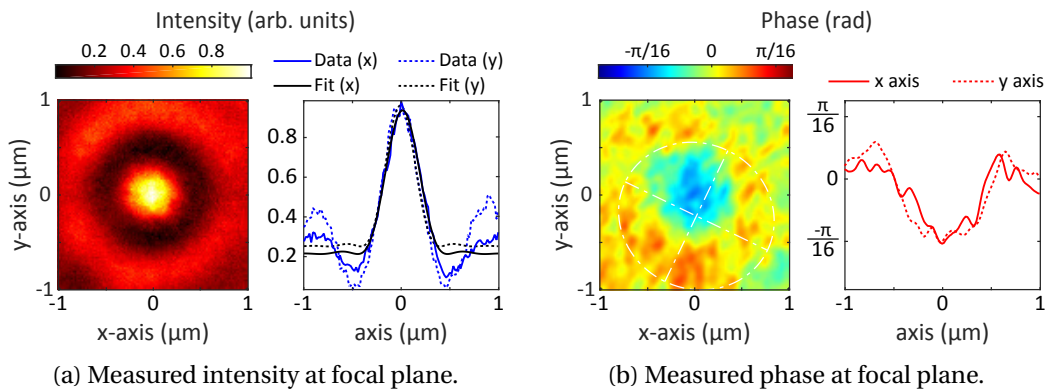 Intensity (arb. units)
0.2 0.4 0.6 0.8
Data (x) Data (y)
Fit (x) Fit (y)
1
0
-1
y-axis (μm)
-1 0 1
x-axis (μm)
0.8
0.6
0.4
0.2
-1 0 1
axis (μm)
(a) Measured intensity at focal plane.
Phase (rad)
-π/16 0 π/16
x axis y axis
1
0
-1
y-axis (μm)
-1 0 1
x-axis (μm)
π/16
0
-π/16
-1 0 1
axis (μm)
(b) Measured phase at focal plane.